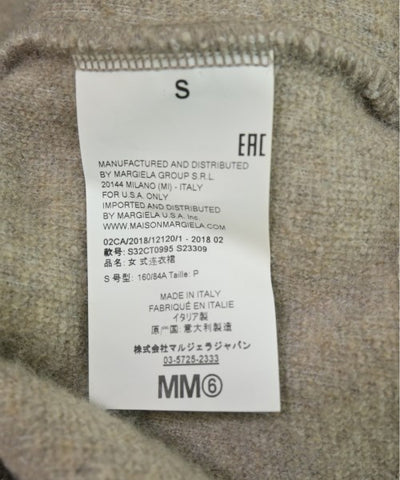 S
EAC
MANUFACTURED AND DISTRIBUTED
BY MARGIELA GROUP S.R.L.
20144 MILANO (MI) - ITALY
FOR U.S.A. ONLY
IMPORTED AND DISTRIBUTED
BY MARGIELA U.S.A. Inc.
WWW.MAISONMARGIELA.COM
02CA/2018/12120/1 - 2018 02
款号: S32CT0995 S23309
品名: 女式连衣裙
S 号型: 160/84A Taille: P
MADE IN ITALY
FABRIQUÉ EN ITALIE
イタリア製
原产国: 意大利製造
株式会社マルジェラジャパン
03-5725-2333
MM⑥